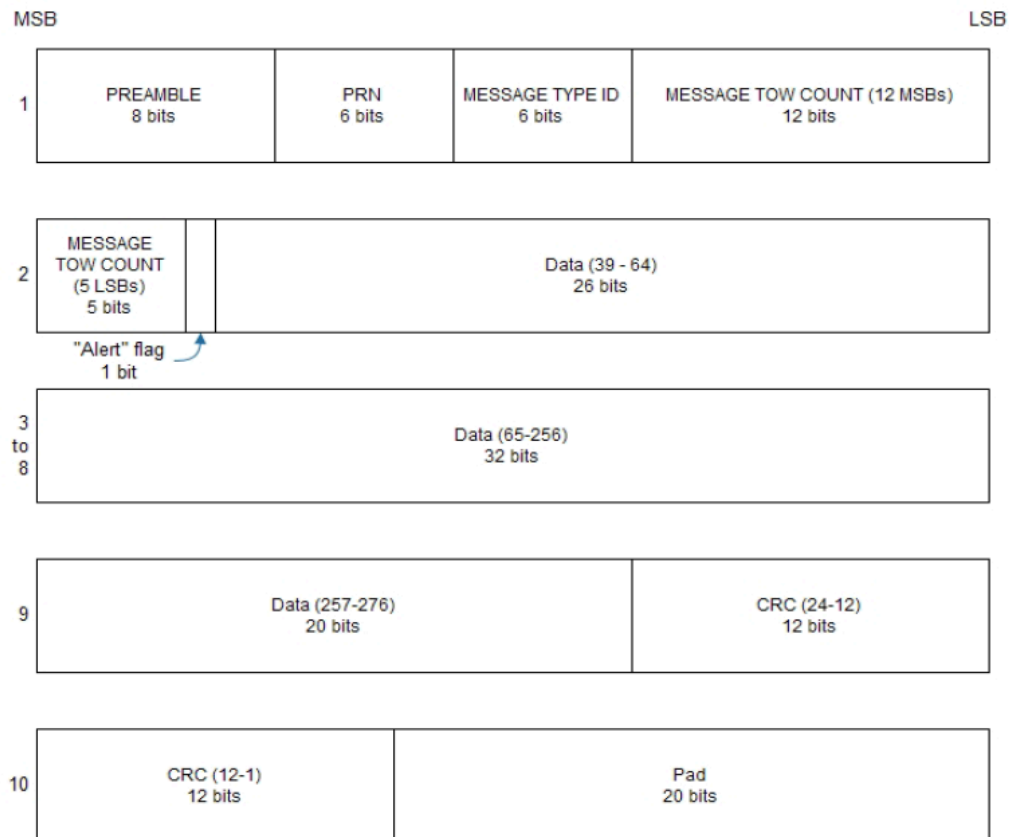 MSB
LSB
1
PREAMBLE
8 bits
PRN
6 bits
MESSAGE TYPE ID
6 bits
MESSAGE TOW COUNT (12 MSBs)
12 bits
2
MESSAGE
TOW COUNT
(5 LSBs)
5 bits
Data (39 - 64)
26 bits
"Alert" flag
1 bit
3
to
8
Data (65-256)
32 bits
9
Data (257-276)
20 bits
CRC (24-12)
12 bits
10
CRC (12-1)
12 bits
Pad
20 bits